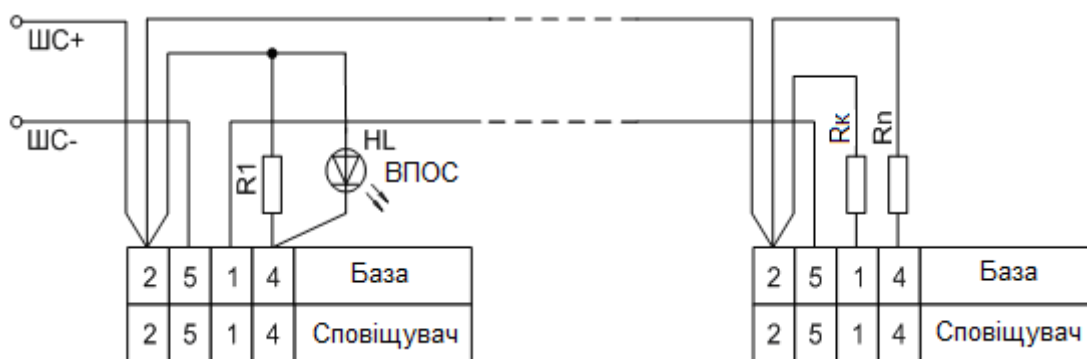 ШС+
ШС-
R1
HL
ВПОС
Rк
Rn
2 5 1 4 База
2 5 1 4 Сповіщувач
2 5 1 4 База
2 5 1 4 Сповіщувач